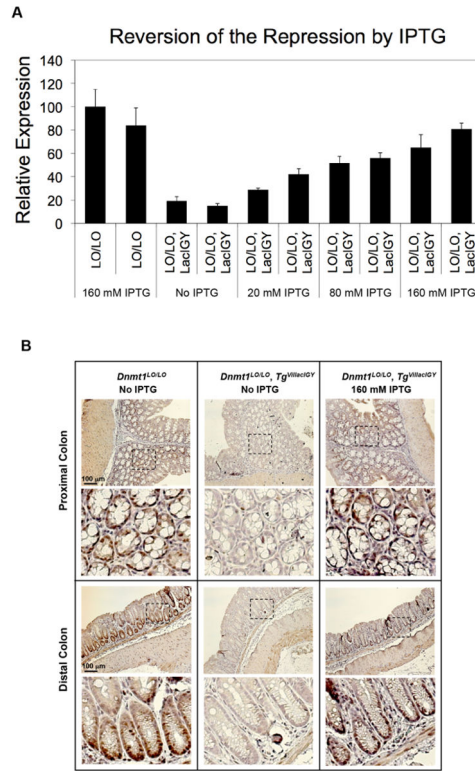 A
Reversion of the Repression by IPTG
Relative Expression
140
120
100
80
60
40
20
0
LO/LO
LO/LO
LO/LO, LacIGY
LO/LO, LacIGY
LO/LO, LacIGY
LO/LO, LacIGY
LO/LO, LacIGY
LO/LO, LacIGY
LO/LO, LacIGY
LO/LO, LacIGY
160 mM IPTG
No IPTG
20 mM IPTG
80 mM IPTG
160 mM IPTG
B
Dnmt1LO/LO
No IPTG
Dnmt1LO/LO, TgVillacIGY
No IPTG
Dnmt1LO/LO, TgVillacIGY
160 mM IPTG
Proximal Colon
100 µm
Distal Colon
100 µm